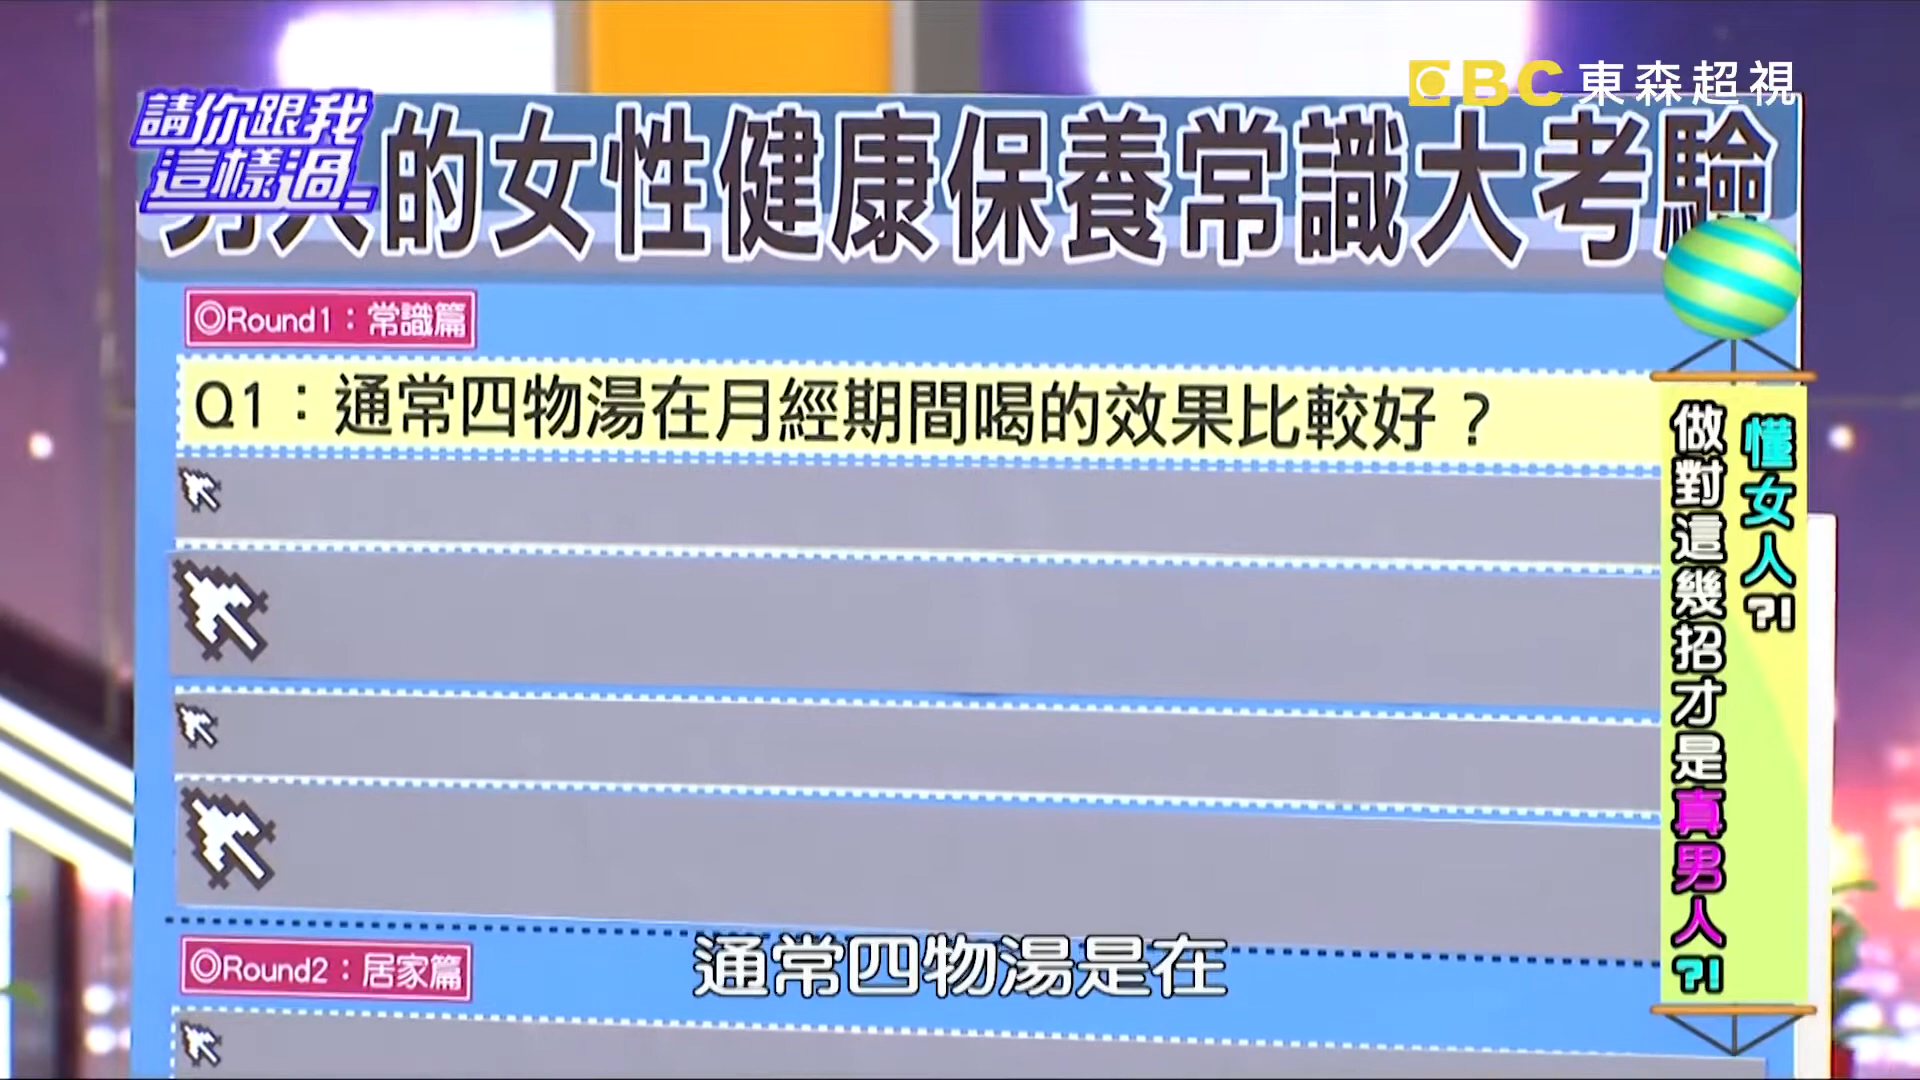 EBC 東森超視
請你跟我
這樣過
男人的女性健康保養常識大考驗
◎Round1：常識篇
Q1：通常四物湯在月經期間喝的效果比較好？
懂女人?!
做對這幾招才是真男人?!
◎Round2：居家篇
通常四物湯是在